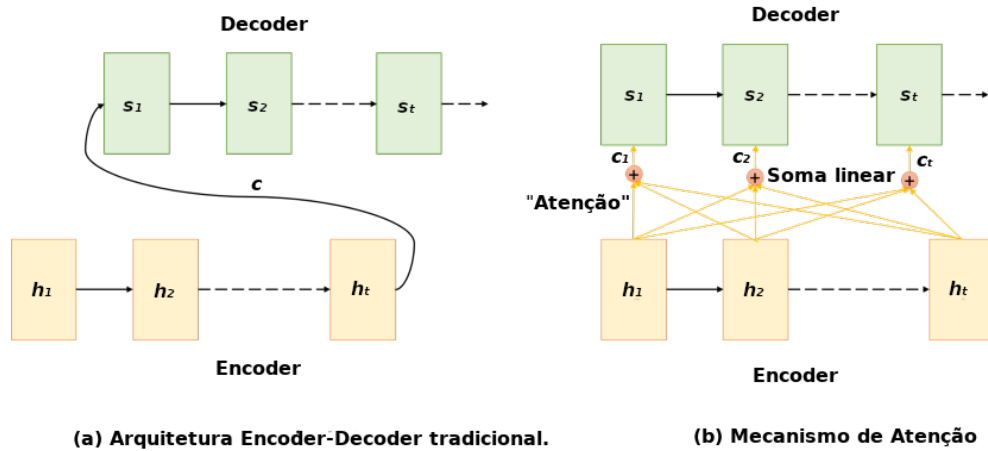 Decoder
s₁
s₂
sₜ
c
h₁
h₂
hₜ
Encoder
(a) Arquitetura Encoder-Decoder tradicional.
Decoder
s₁
s₂
sₜ
c₁
c₂
cₜ
+
+
+
Soma linear
"Atenção"
h₁
h₂
hₜ
Encoder
(b) Mecanismo de Atenção